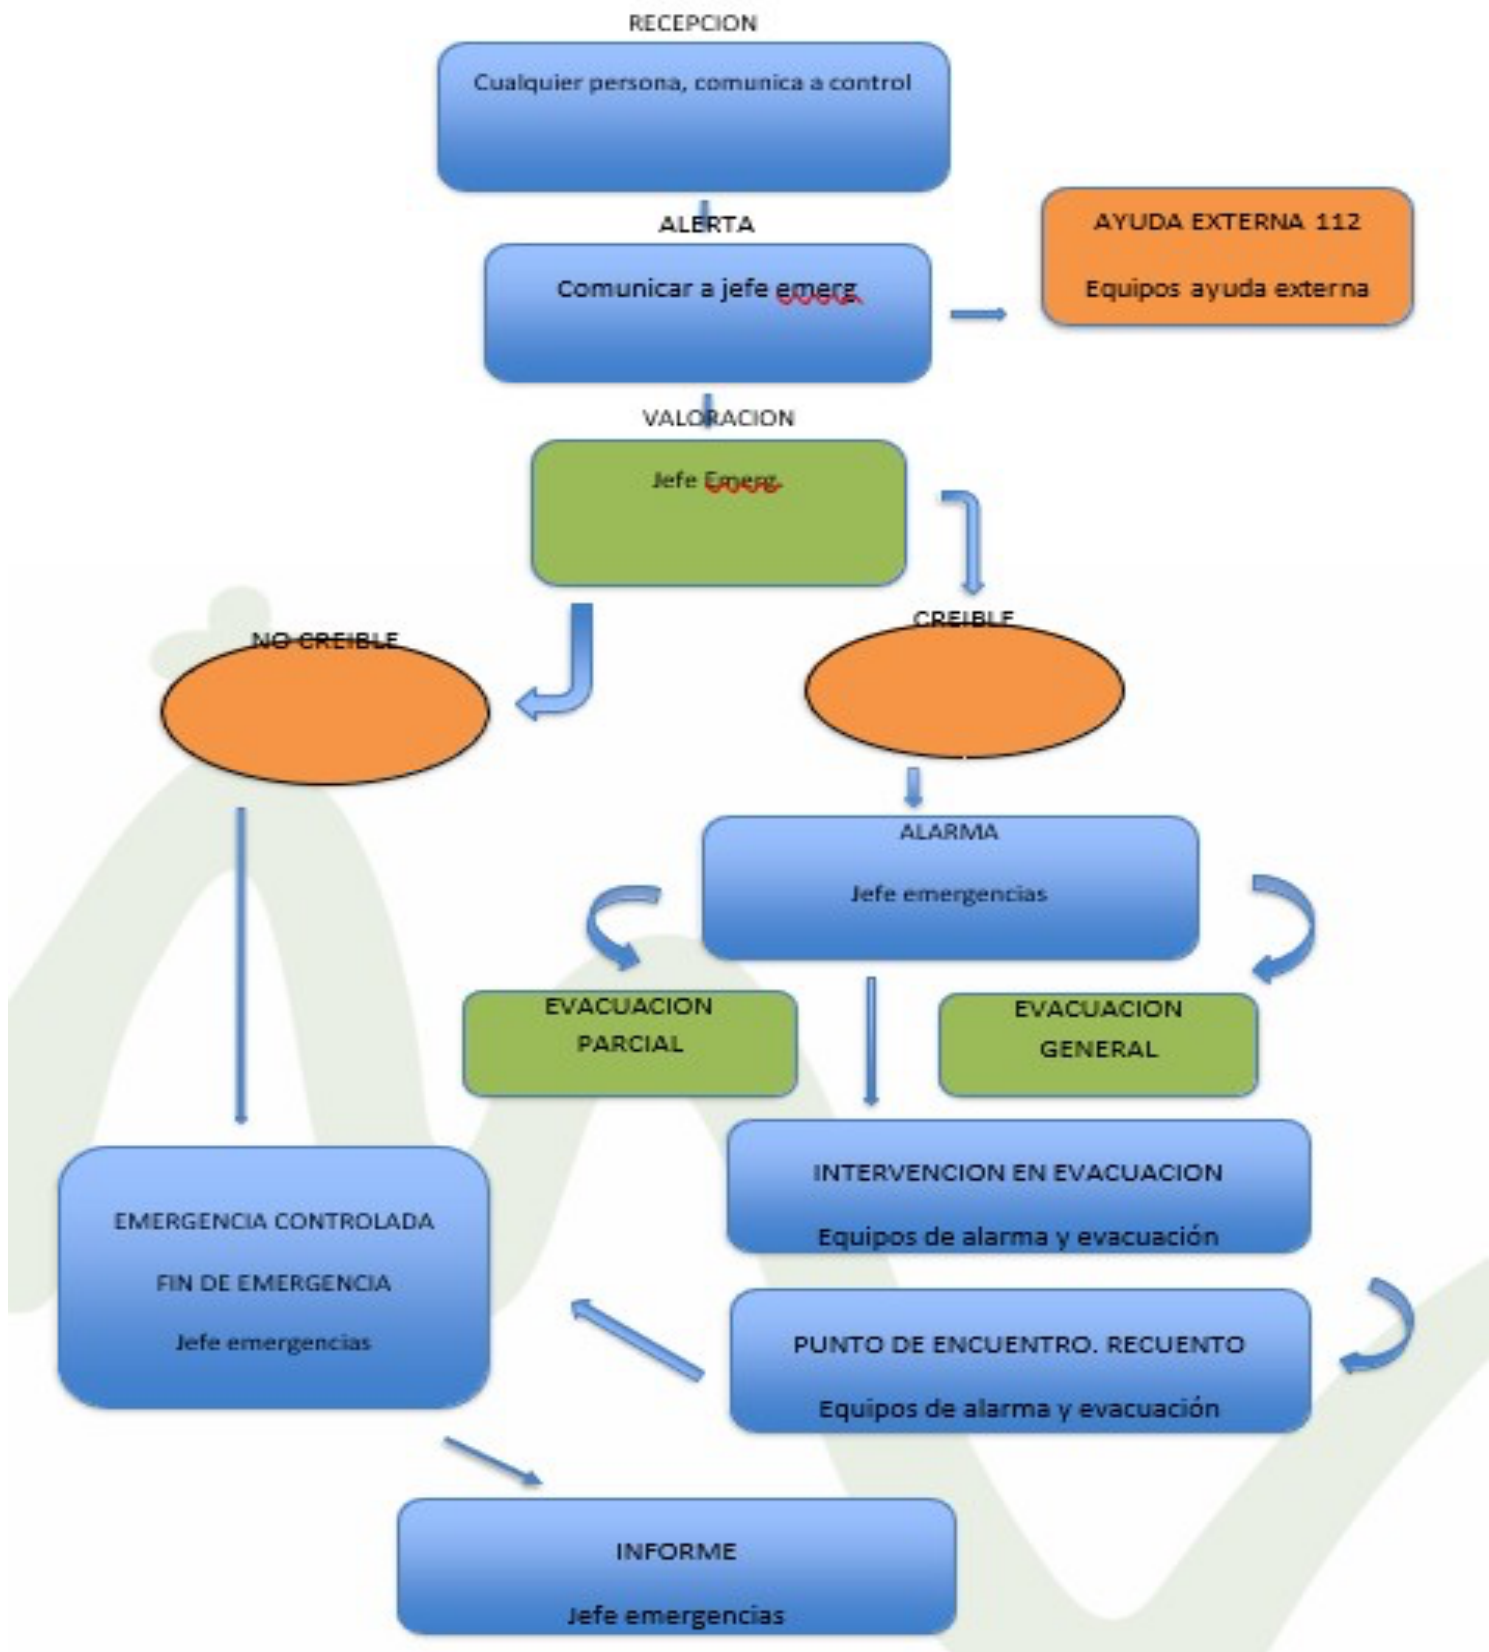 RECEPCION
Cualquier persona, comunica a control
ALERTA
Comunicar a jefe emerg
AYUDA EXTERNA 112
Equipos ayuda externa
VALORACION
Jefe Emerg.
NO CREIBLE
CREIBLE
ALARMA
Jefe emergencias
EVACUACION
PARCIAL
EVACUACION
GENERAL
INTERVENCION EN EVACUACION
Equipos de alarma y evacuación
EMERGENCIA CONTROLADA
FIN DE EMERGENCIA
Jefe emergencias
PUNTO DE ENCUENTRO. RECUENTO
Equipos de alarma y evacuación
INFORME
Jefe emergencias